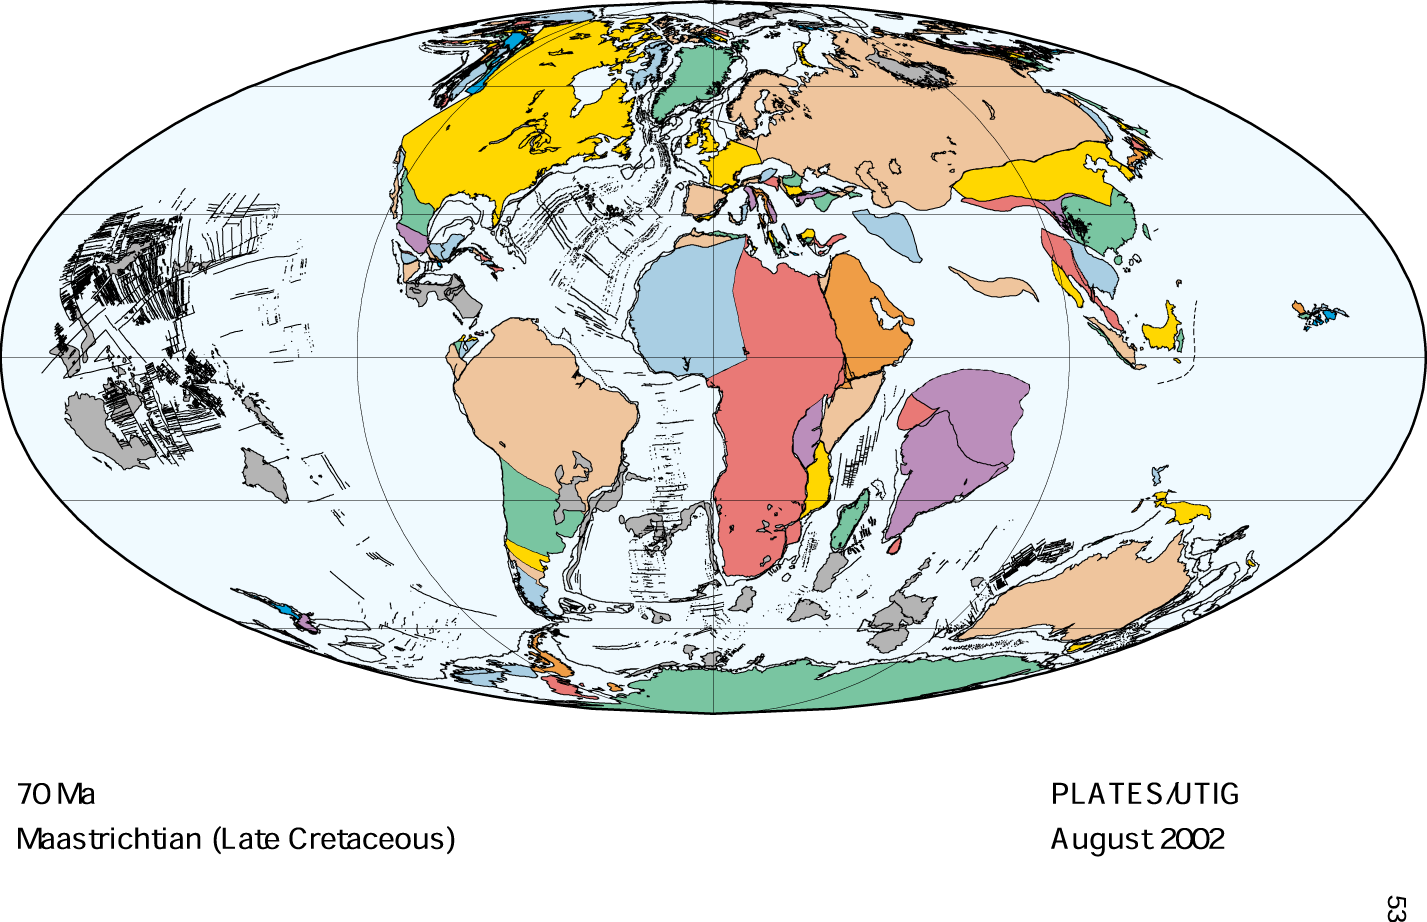 70 Ma
Maastrichtian (Late Cretaceous)
PLATES/UTIG
August 2002
53